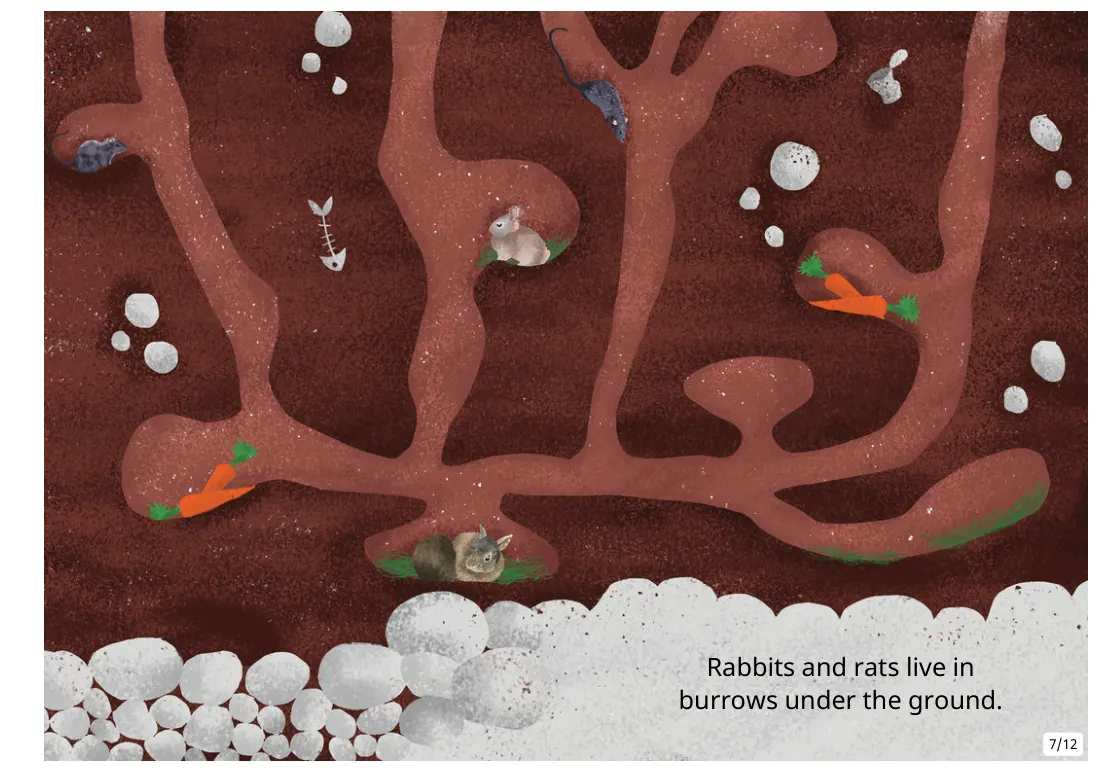 Rabbits and rats live in
burrows under the ground.
7/12